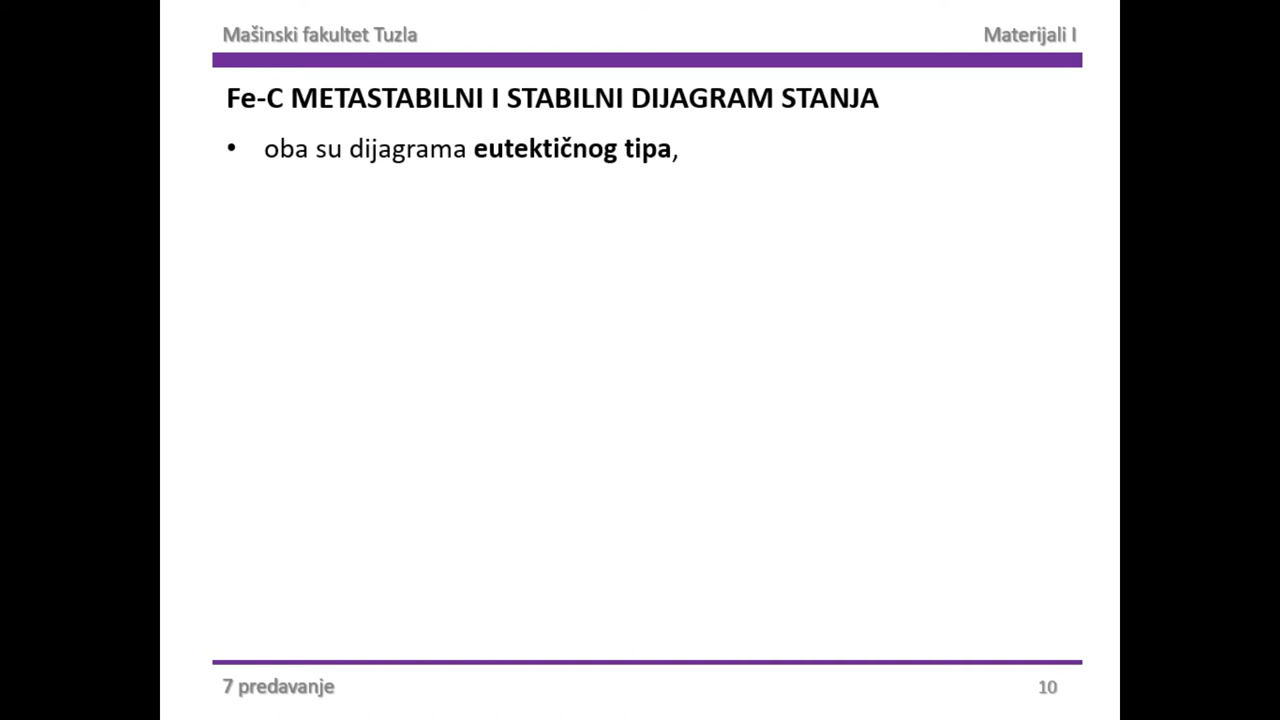 Mašinski fakultet Tuzla
Materijali I
Fe-C METASTABILNI I STABILNI DIJAGRAM STANJA
• oba su dijagrama eutektičnog tipa,
7 predavanje
10